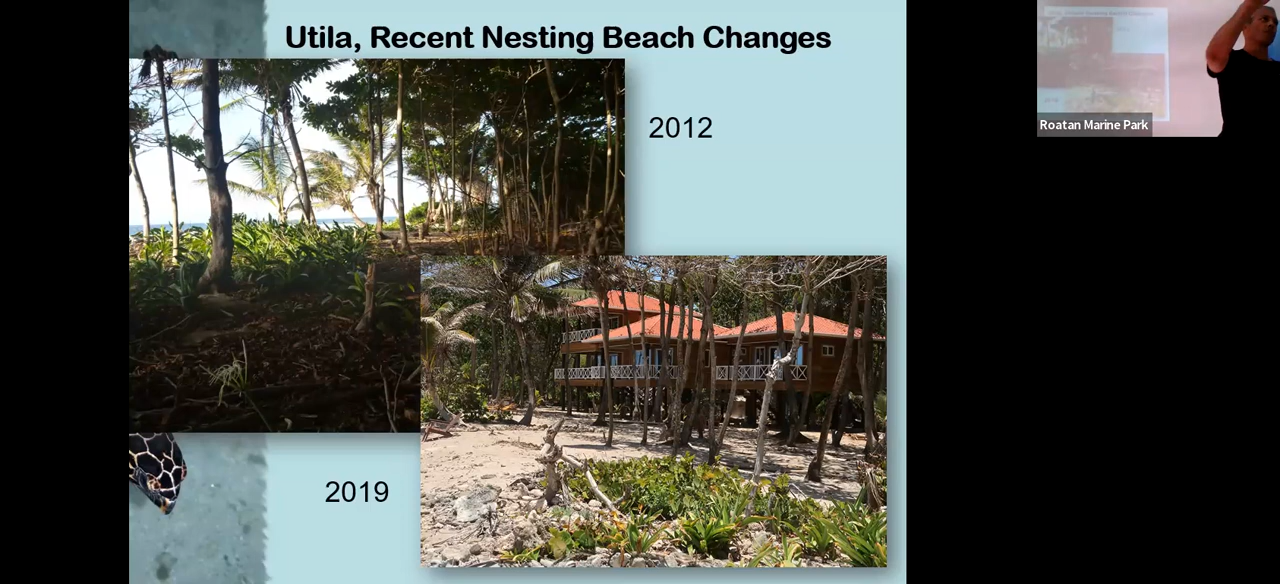 Utila, Recent Nesting Beach Changes
2012
2019
Roatan Marine Park